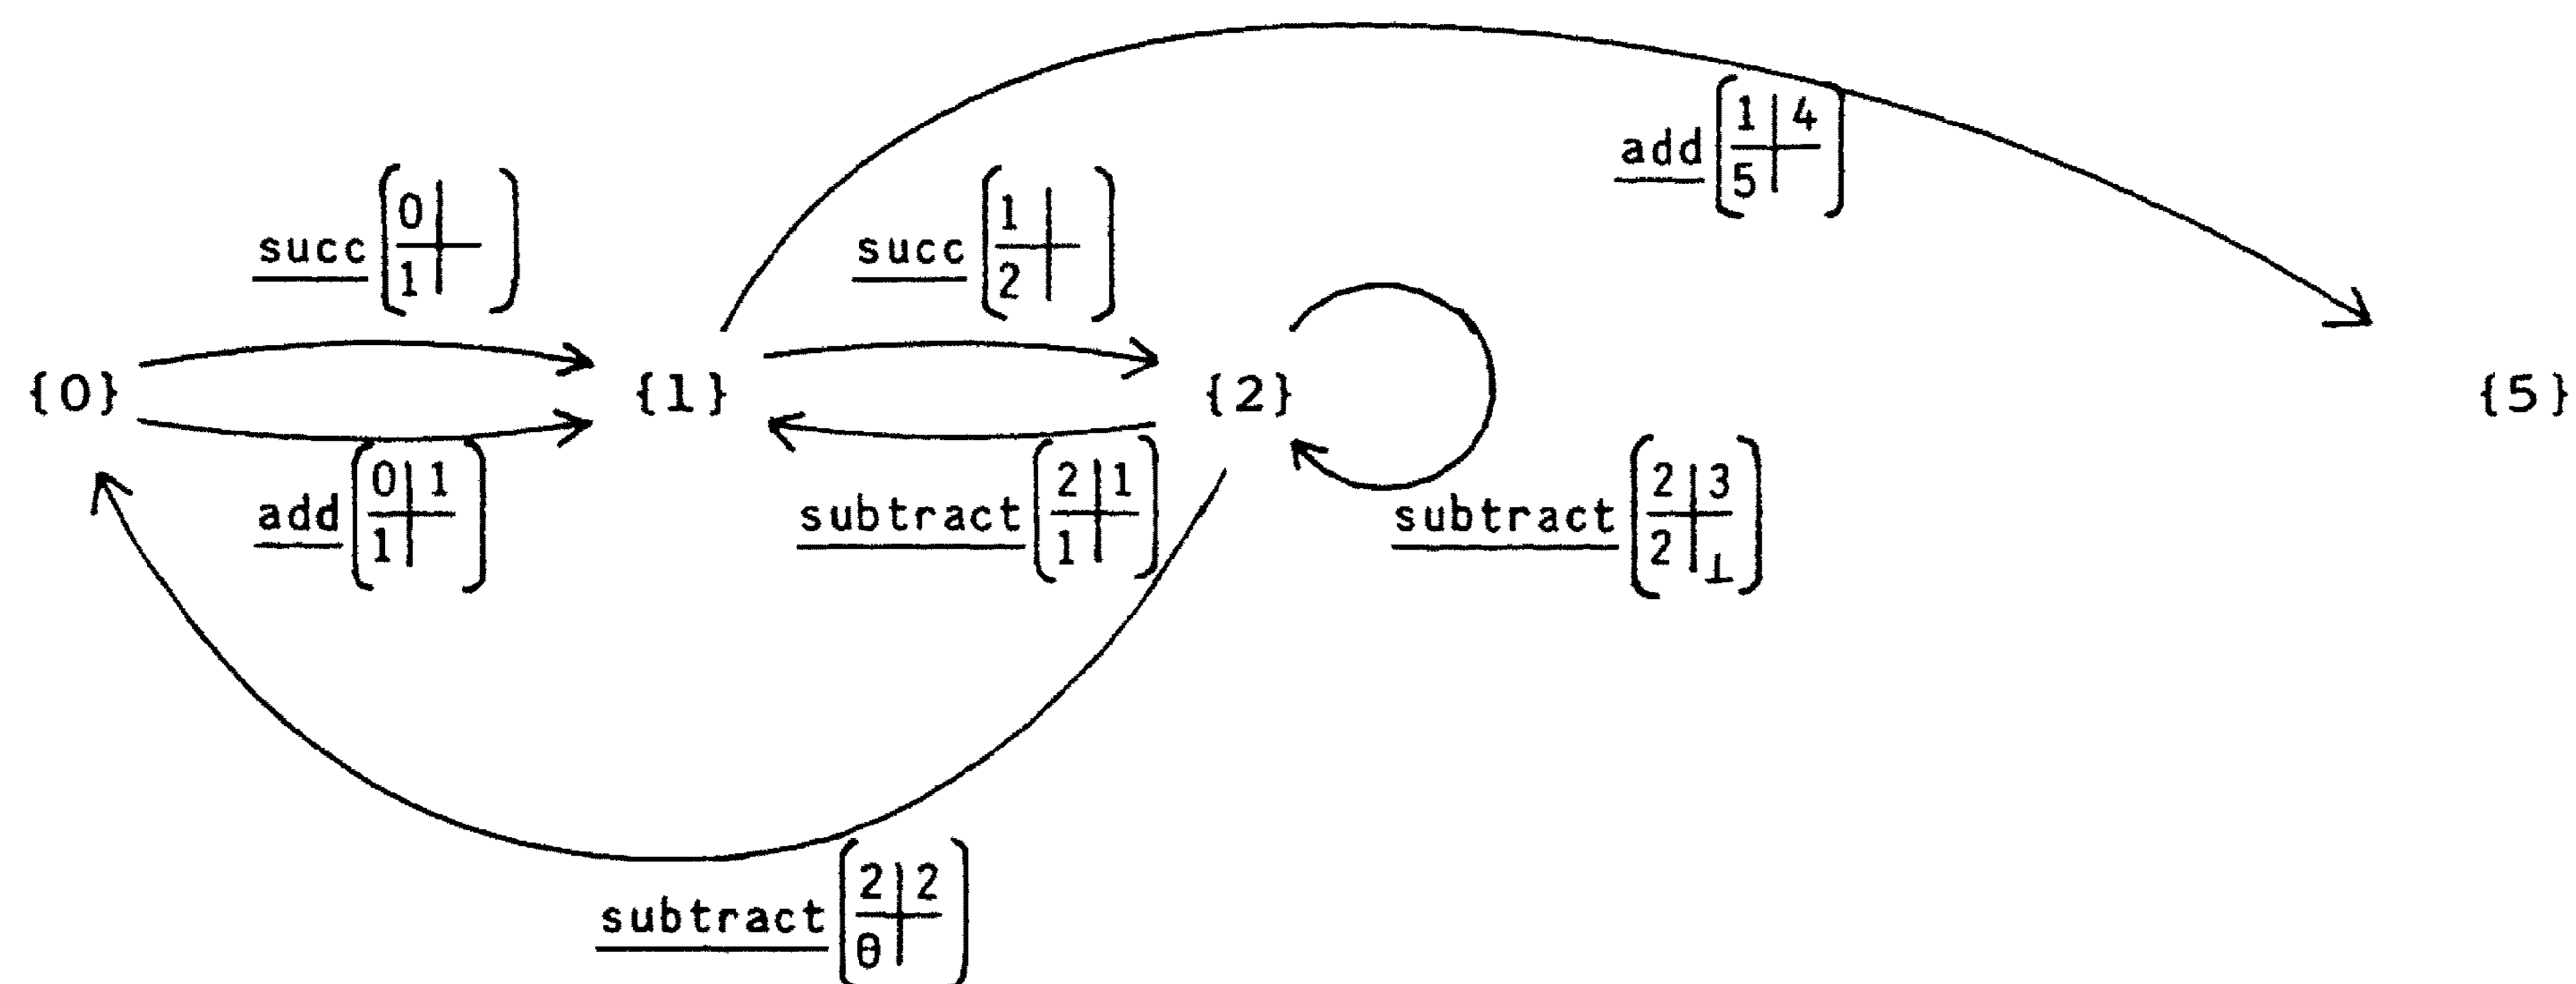 add [1 | 4
5 | ]
succ [0 |
1 | ]
succ [1 |
2 | ]
{0} {1} {2} {5}
add [0 | 1
1 | ]
subtract [2 | 1
1 | ]
subtract [2 | 3
2 | ⊥]
subtract [2 | 2
θ | ]